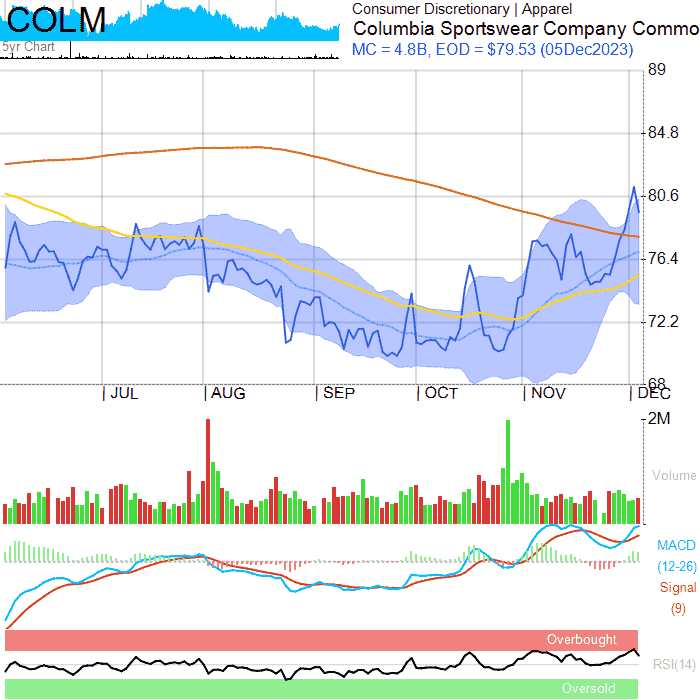 COLM
5yr Chart
Consumer Discretionary | Apparel
Columbia Sportswear Company Commo
MC = 4.8B, EOD = $79.53 (05Dec2023)
89
84.8
80.6
76.4
72.2
68
JUL AUG SEP OCT NOV DEC
2M
Volume
MACD
(12-26)
Signal
(9)
Overbought
RSI(14)
Oversold